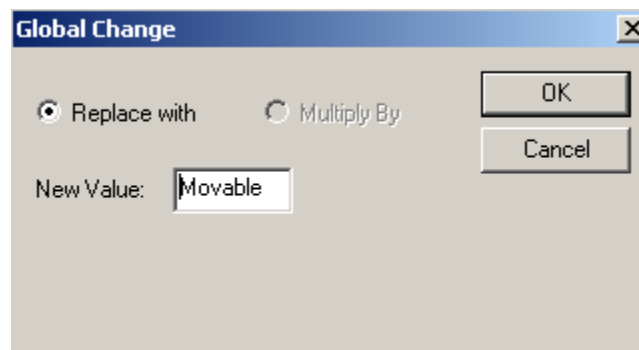 Global Change
Replace with
Multiply By
OK
Cancel
New Value:
Movable